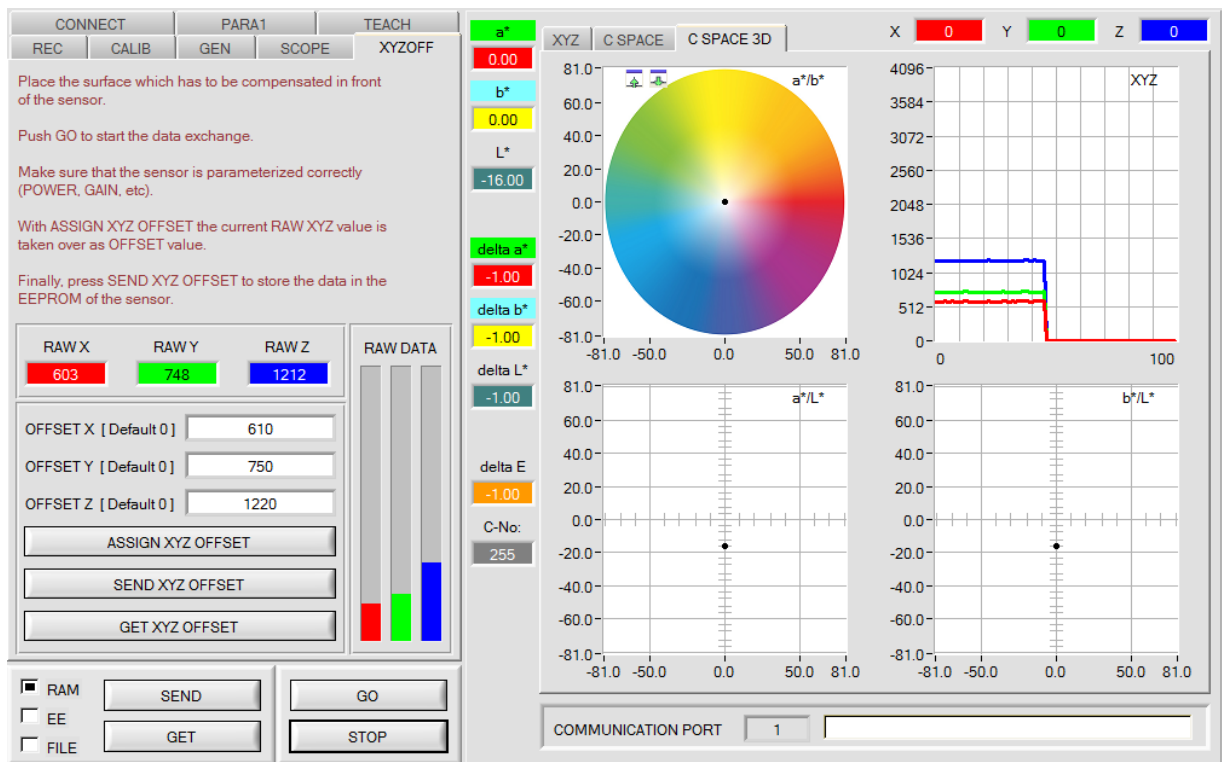 CONNECT PARA1 TEACH
REC CALIB GEN SCOPE XYZOFF
Place the surface which has to be compensated in front
of the sensor.
Push GO to start the data exchange.
Make sure that the sensor is parameterized correctly
(POWER, GAIN, etc).
With ASSIGN XYZ OFFSET the current RAW XYZ value is
taken over as OFFSET value.
Finally, press SEND XYZ OFFSET to store the data in the
EEPROM of the sensor.
RAW X RAW Y RAW Z
603 748 1212
RAW DATA
OFFSET X [ Default 0 ] 610
OFFSET Y [ Default 0 ] 750
OFFSET Z [ Default 0 ] 1220
ASSIGN XYZ OFFSET
SEND XYZ OFFSET
GET XYZ OFFSET
RAM
EE
FILE
SEND
GET
GO
STOP
a*
0.00
b*
0.00
L*
-16.00
delta a*
-1.00
delta b*
-1.00
delta L*
-1.00
delta E
-1.00
C-No:
255
XYZ C SPACE C SPACE 3D
X 0 Y 0 Z 0
a*/b*
81.0
60.0
40.0
20.0
0.0
-20.0
-40.0
-60.0
-81.0
-81.0 -50.0 0.0 50.0 81.0
XYZ
4096
3584
3072
2560
2048
1536
1024
512
0
0 100
a*/L*
81.0
60.0
40.0
20.0
0.0
-20.0
-40.0
-60.0
-81.0
-81.0 -50.0 0.0 50.0 81.0
b*/L*
81.0
60.0
40.0
20.0
0.0
-20.0
-40.0
-60.0
-81.0
-81.0 -50.0 0.0 50.0 81.0
COMMUNICATION PORT 1